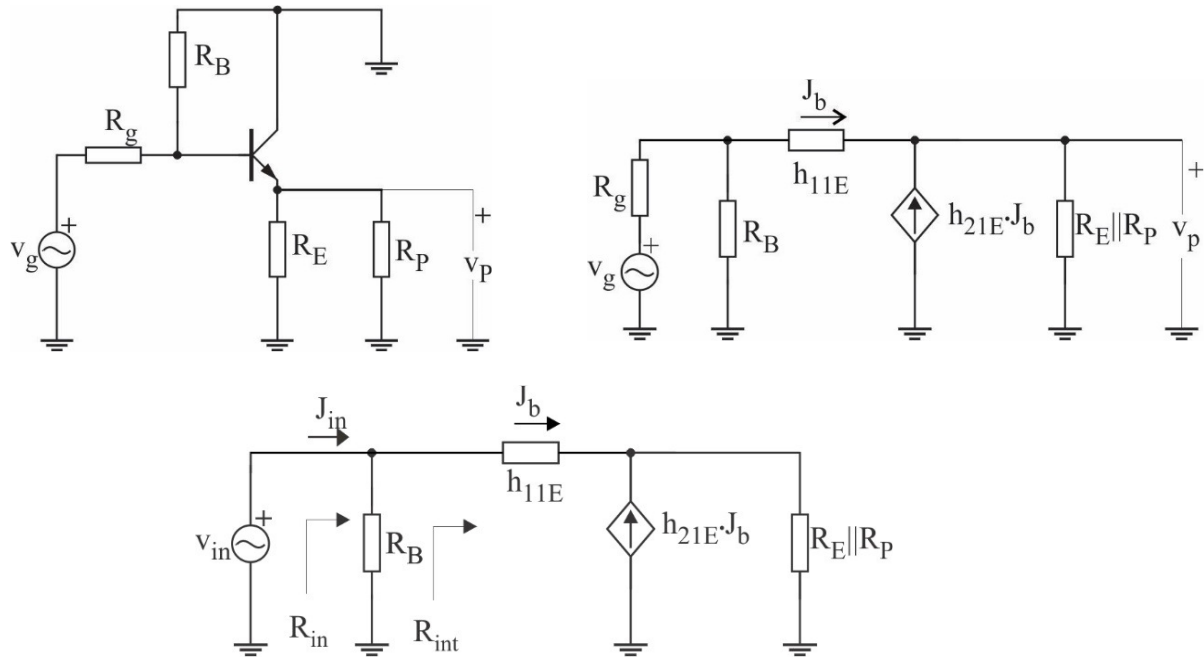 R_B
R_g
+
v_g
R_E
R_P
+
v_P
J_b
R_g
+
v_g
R_B
h_11E
h_21E·J_b
R_E||R_P
+
v_p
J_in
J_b
h_11E
+
v_in
R_B
h_21E·J_b
R_E||R_P
R_in
R_int